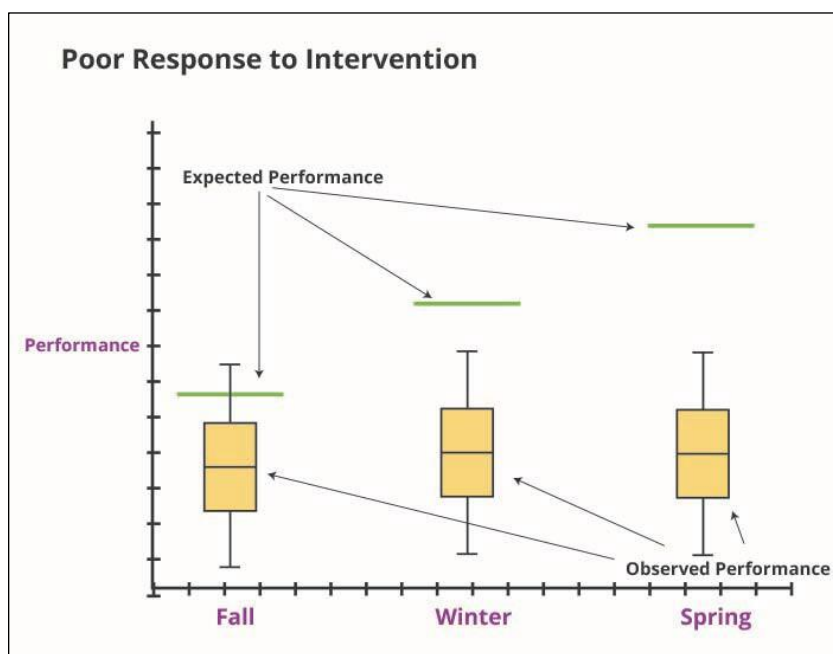 Poor Response to Intervention
Expected Performance
Performance
Observed Performance
Fall
Winter
Spring